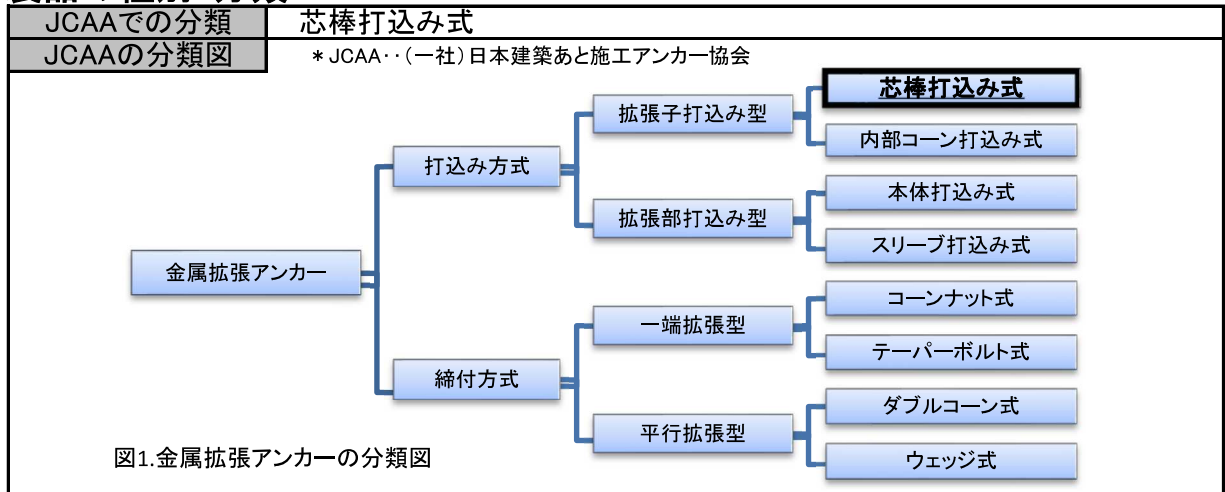 JCAAでの分類 芯棒打込み式
JCAAの分類図 *JCAA‥(一社)日本建築あと施工アンカー協会
芯棒打込み式
拡張子打込み型
内部コーン打込み式
打込み方式
本体打込み式
拡張部打込み型
スリーブ打込み式
金属拡張アンカー
コーンナット式
一端拡張型
テーパーボルト式
締付方式
ダブルコーン式
平行拡張型
ウェッジ式
図1.金属拡張アンカーの分類図